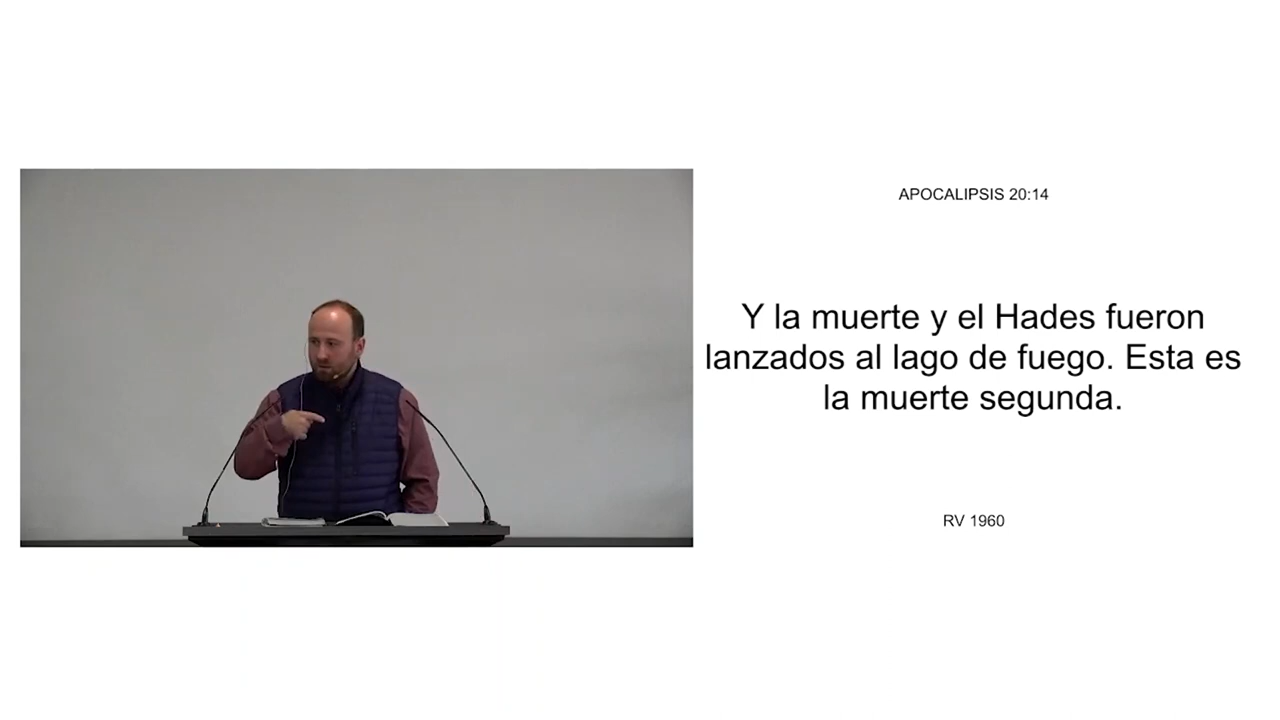 APOCALIPSIS 20:14
Y la muerte y el Hades fueron
lanzados al lago de fuego. Esta es
la muerte segunda.
RV 1960